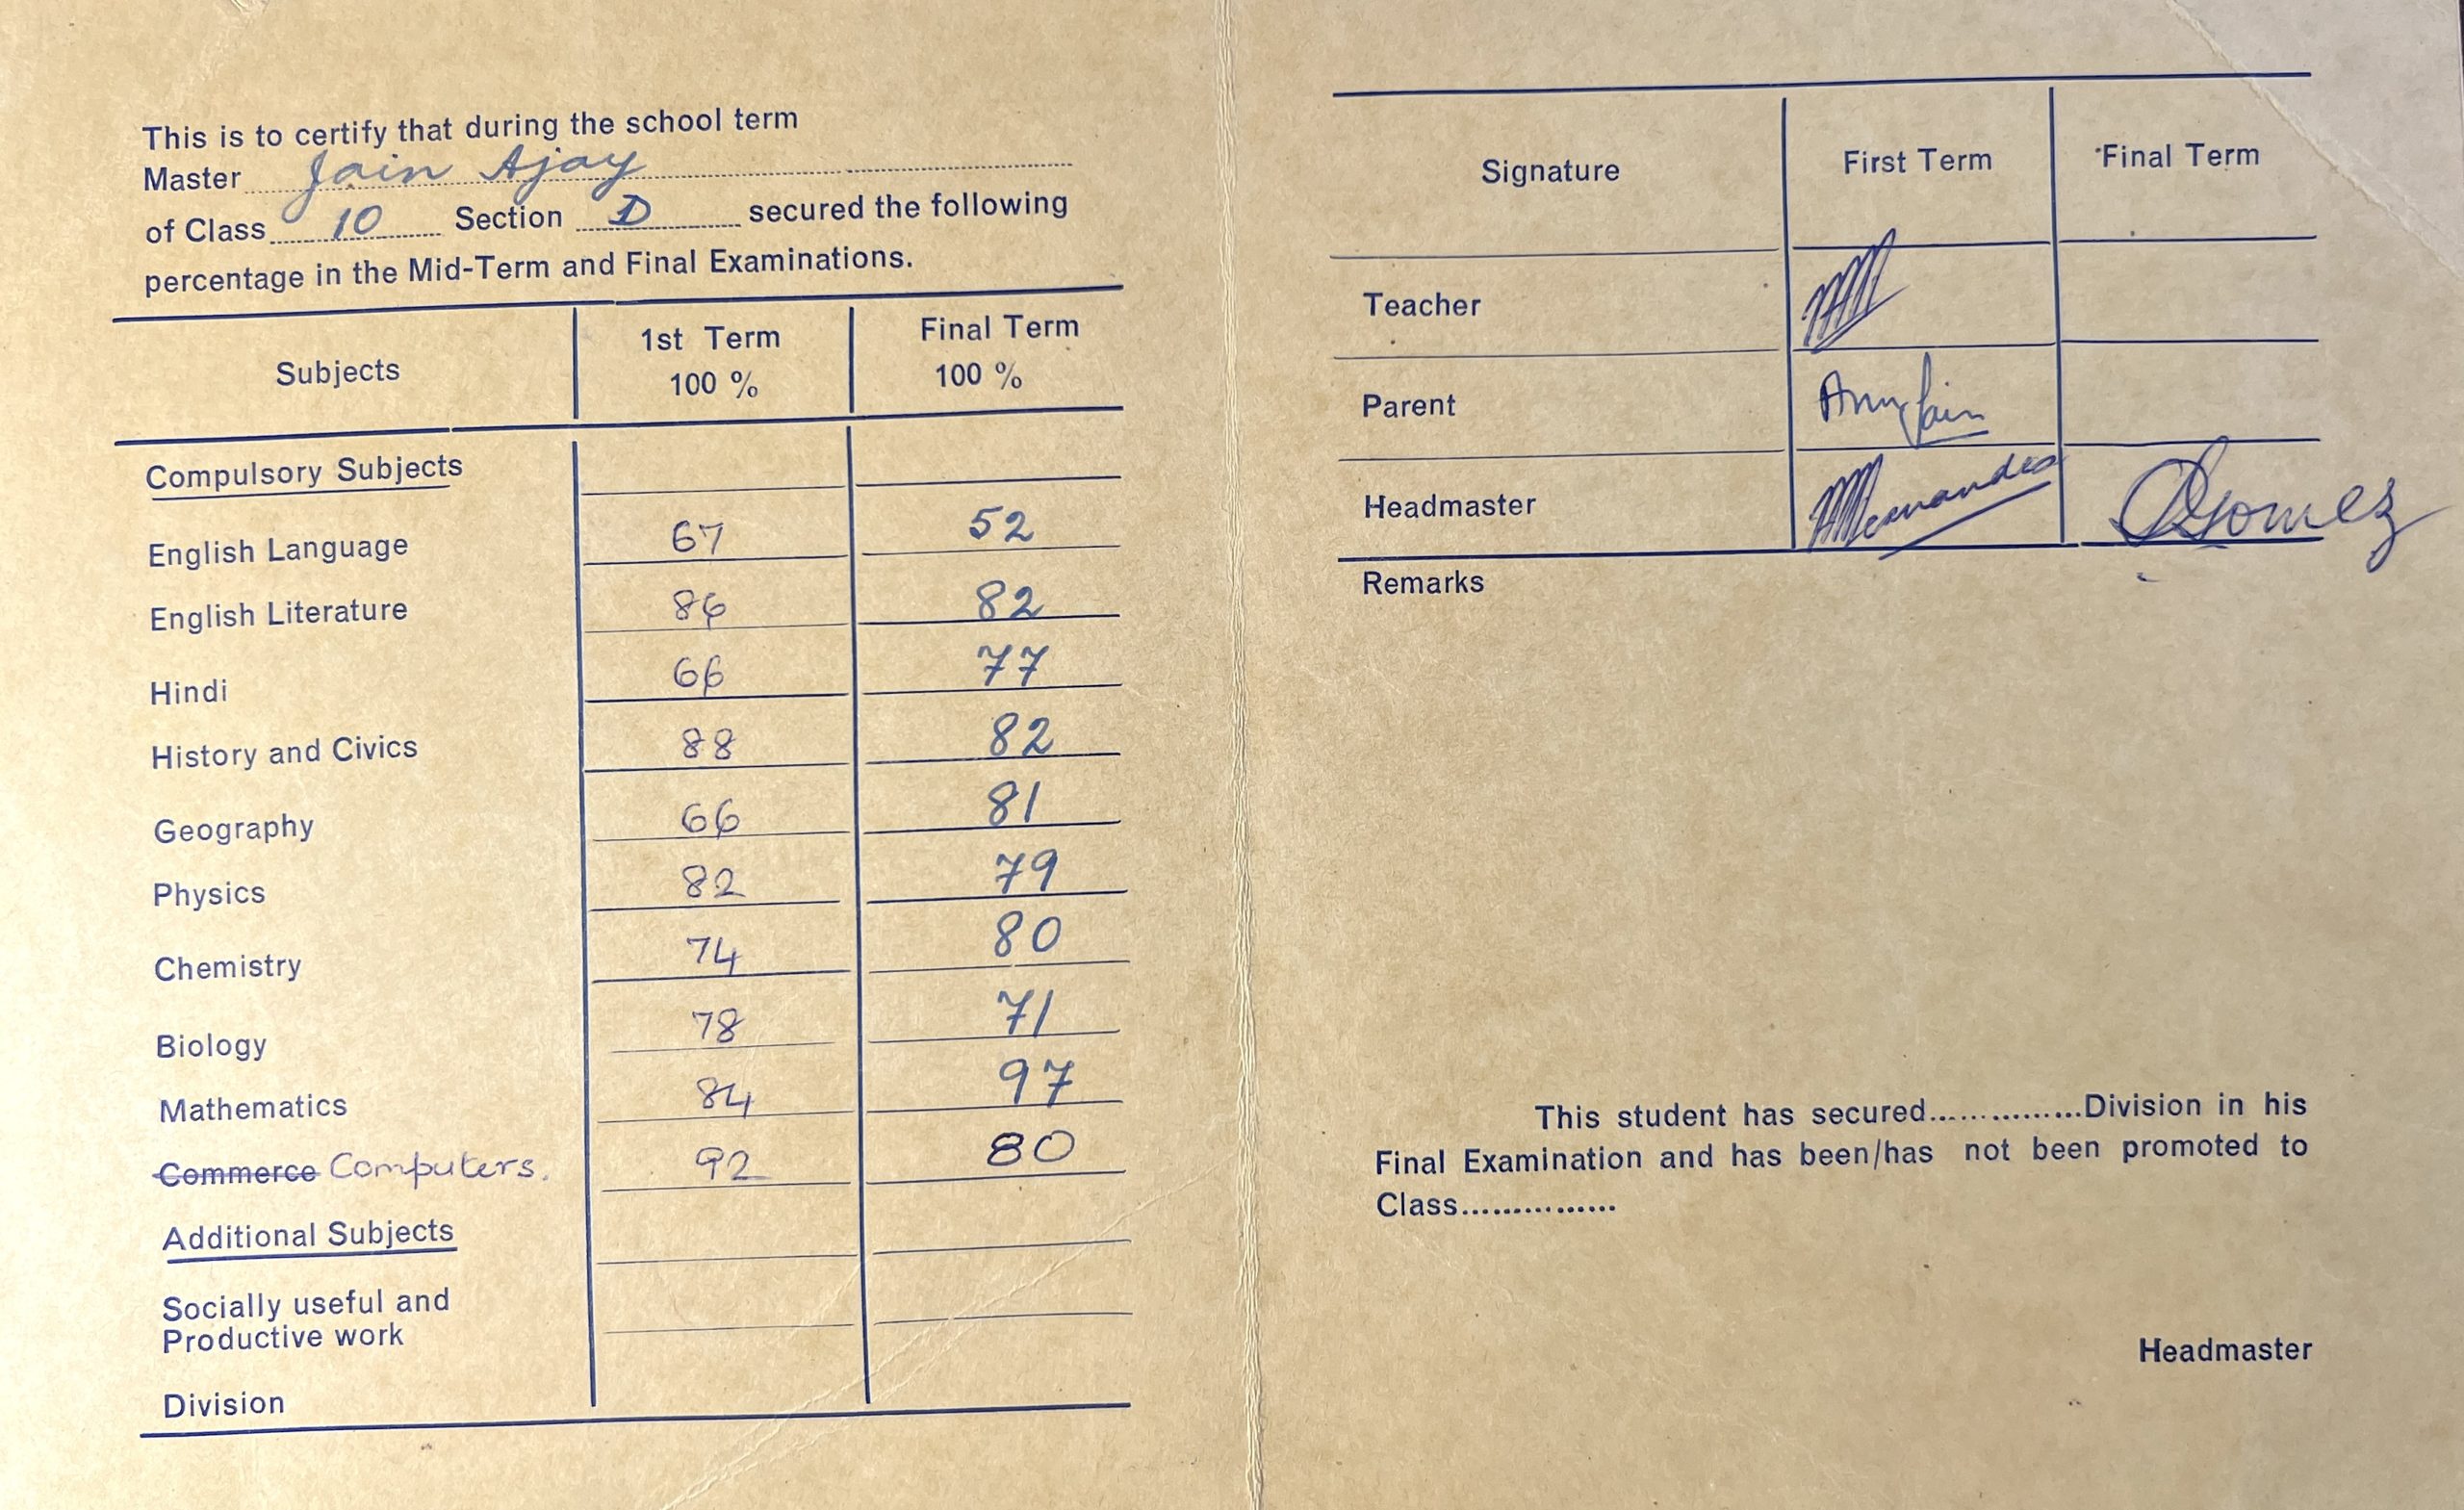 This is to certify that during the school term
Master Jain Ajay
of Class 10 Section D secured the following
percentage in the Mid-Term and Final Examinations.
Subjects 1st Term 100 % Final Term 100 %
Compulsory Subjects
English Language 67 52
English Literature 86 82
Hindi 66 77
History and Civics 88 82
Geography 66 81
Physics 82 79
Chemistry 74 80
Biology 78 71
Mathematics 84 97
Commerce Computers. 92 80
Additional Subjects
Socially useful and
Productive work
Division
Signature First Term Final Term
Teacher
Parent Jain
Headmaster Gomez
Remarks
This student has secured...............Division in his
Final Examination and has been/has not been promoted to
Class...............
Headmaster